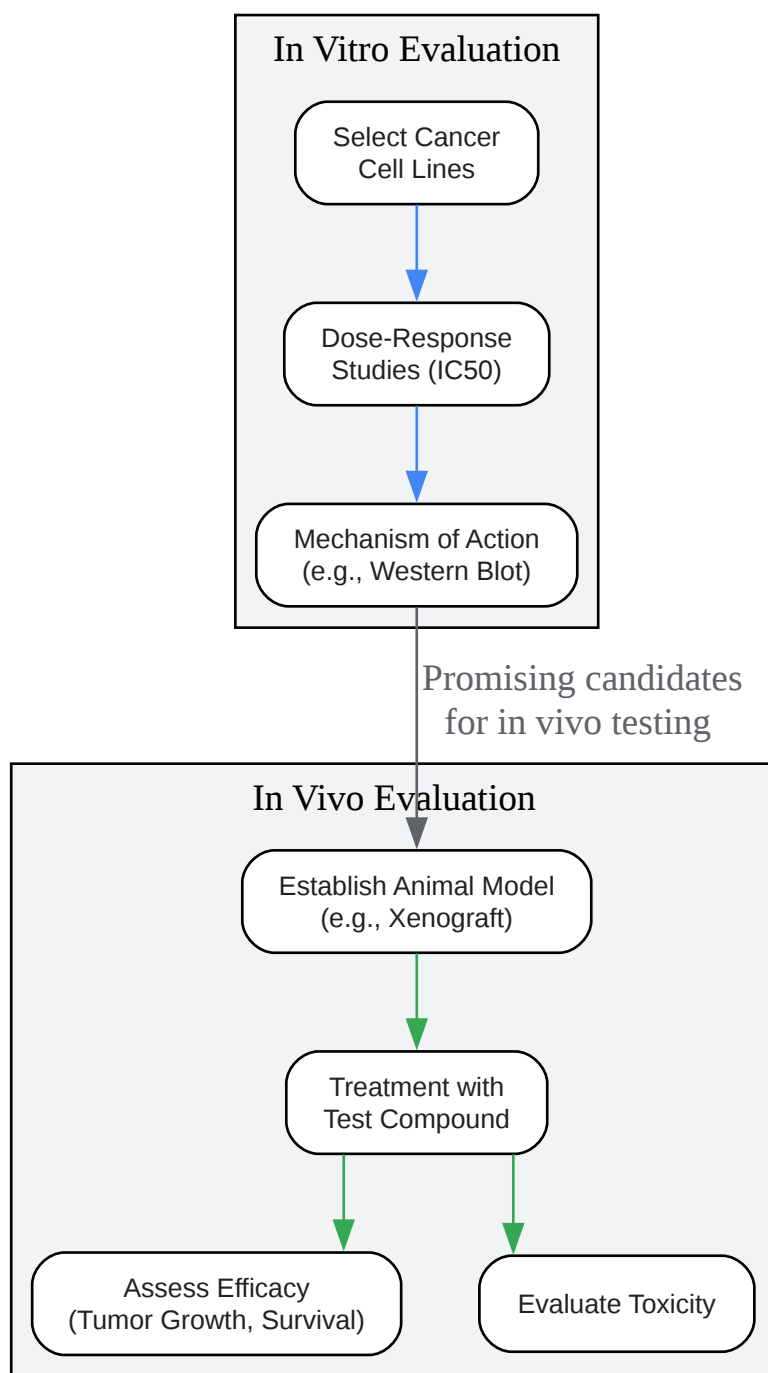 In Vitro Evaluation
Select Cancer
Cell Lines
Dose-Response
Studies (IC50)
Mechanism of Action
(e.g., Western Blot)
Promising candidates
for in vivo testing
In Vivo Evaluation
Establish Animal Model
(e.g., Xenograft)
Treatment with
Test Compound
Assess Efficacy
(Tumor Growth, Survival)
Evaluate Toxicity